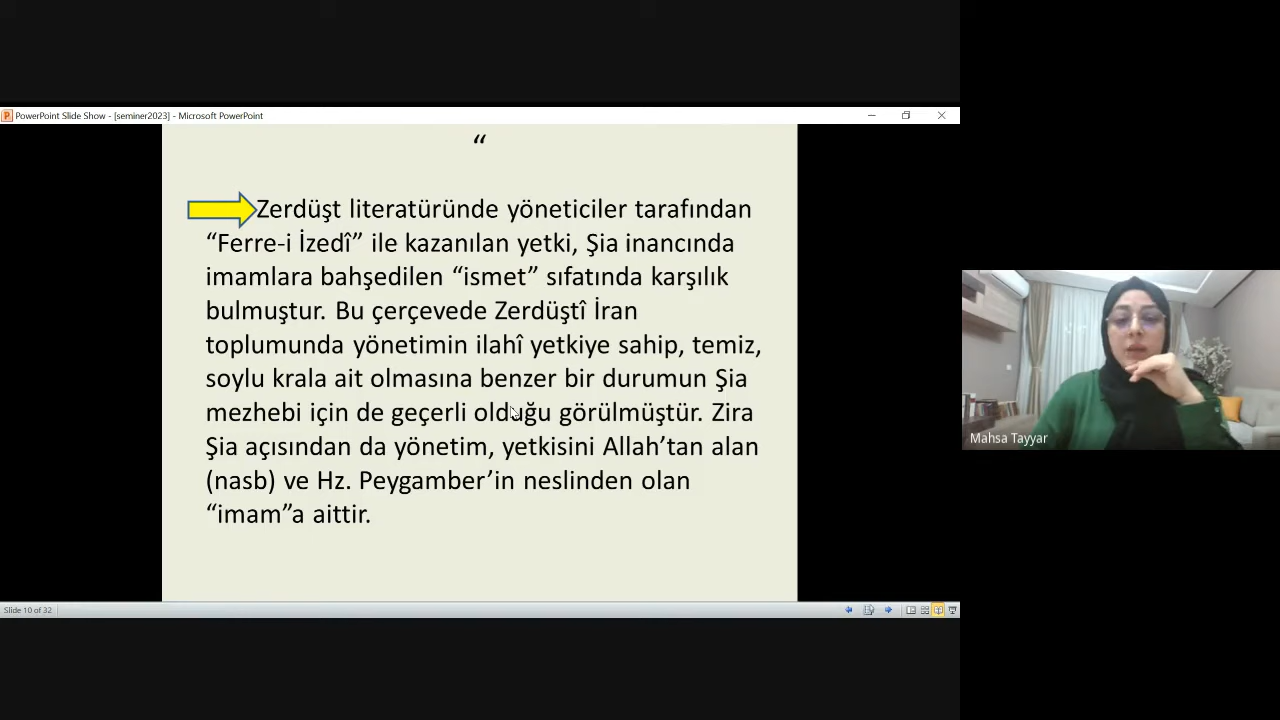 PowerPoint Slide Show - [seminer2023] - Microsoft PowerPoint
“
Zerdüşt literatüründe yöneticiler tarafından
“Ferre-i İzedî” ile kazanılan yetki, Şia inancında
imamlara bahşedilen “ismet” sıfatında karşılık
bulmuştur. Bu çerçevede Zerdüştî İran
toplumunda yönetimin ilahî yetkiye sahip, temiz,
soylu krala ait olmasına benzer bir durumun Şia
mezhebi için de geçerli olduğu görülmüştür. Zira
Şia açısından da yönetim, yetkisini Allah’tan alan
(nasb) ve Hz. Peygamber’in neslinden olan
“imam”a aittir.
Slide 10 of 32
Mahsa Tayyar